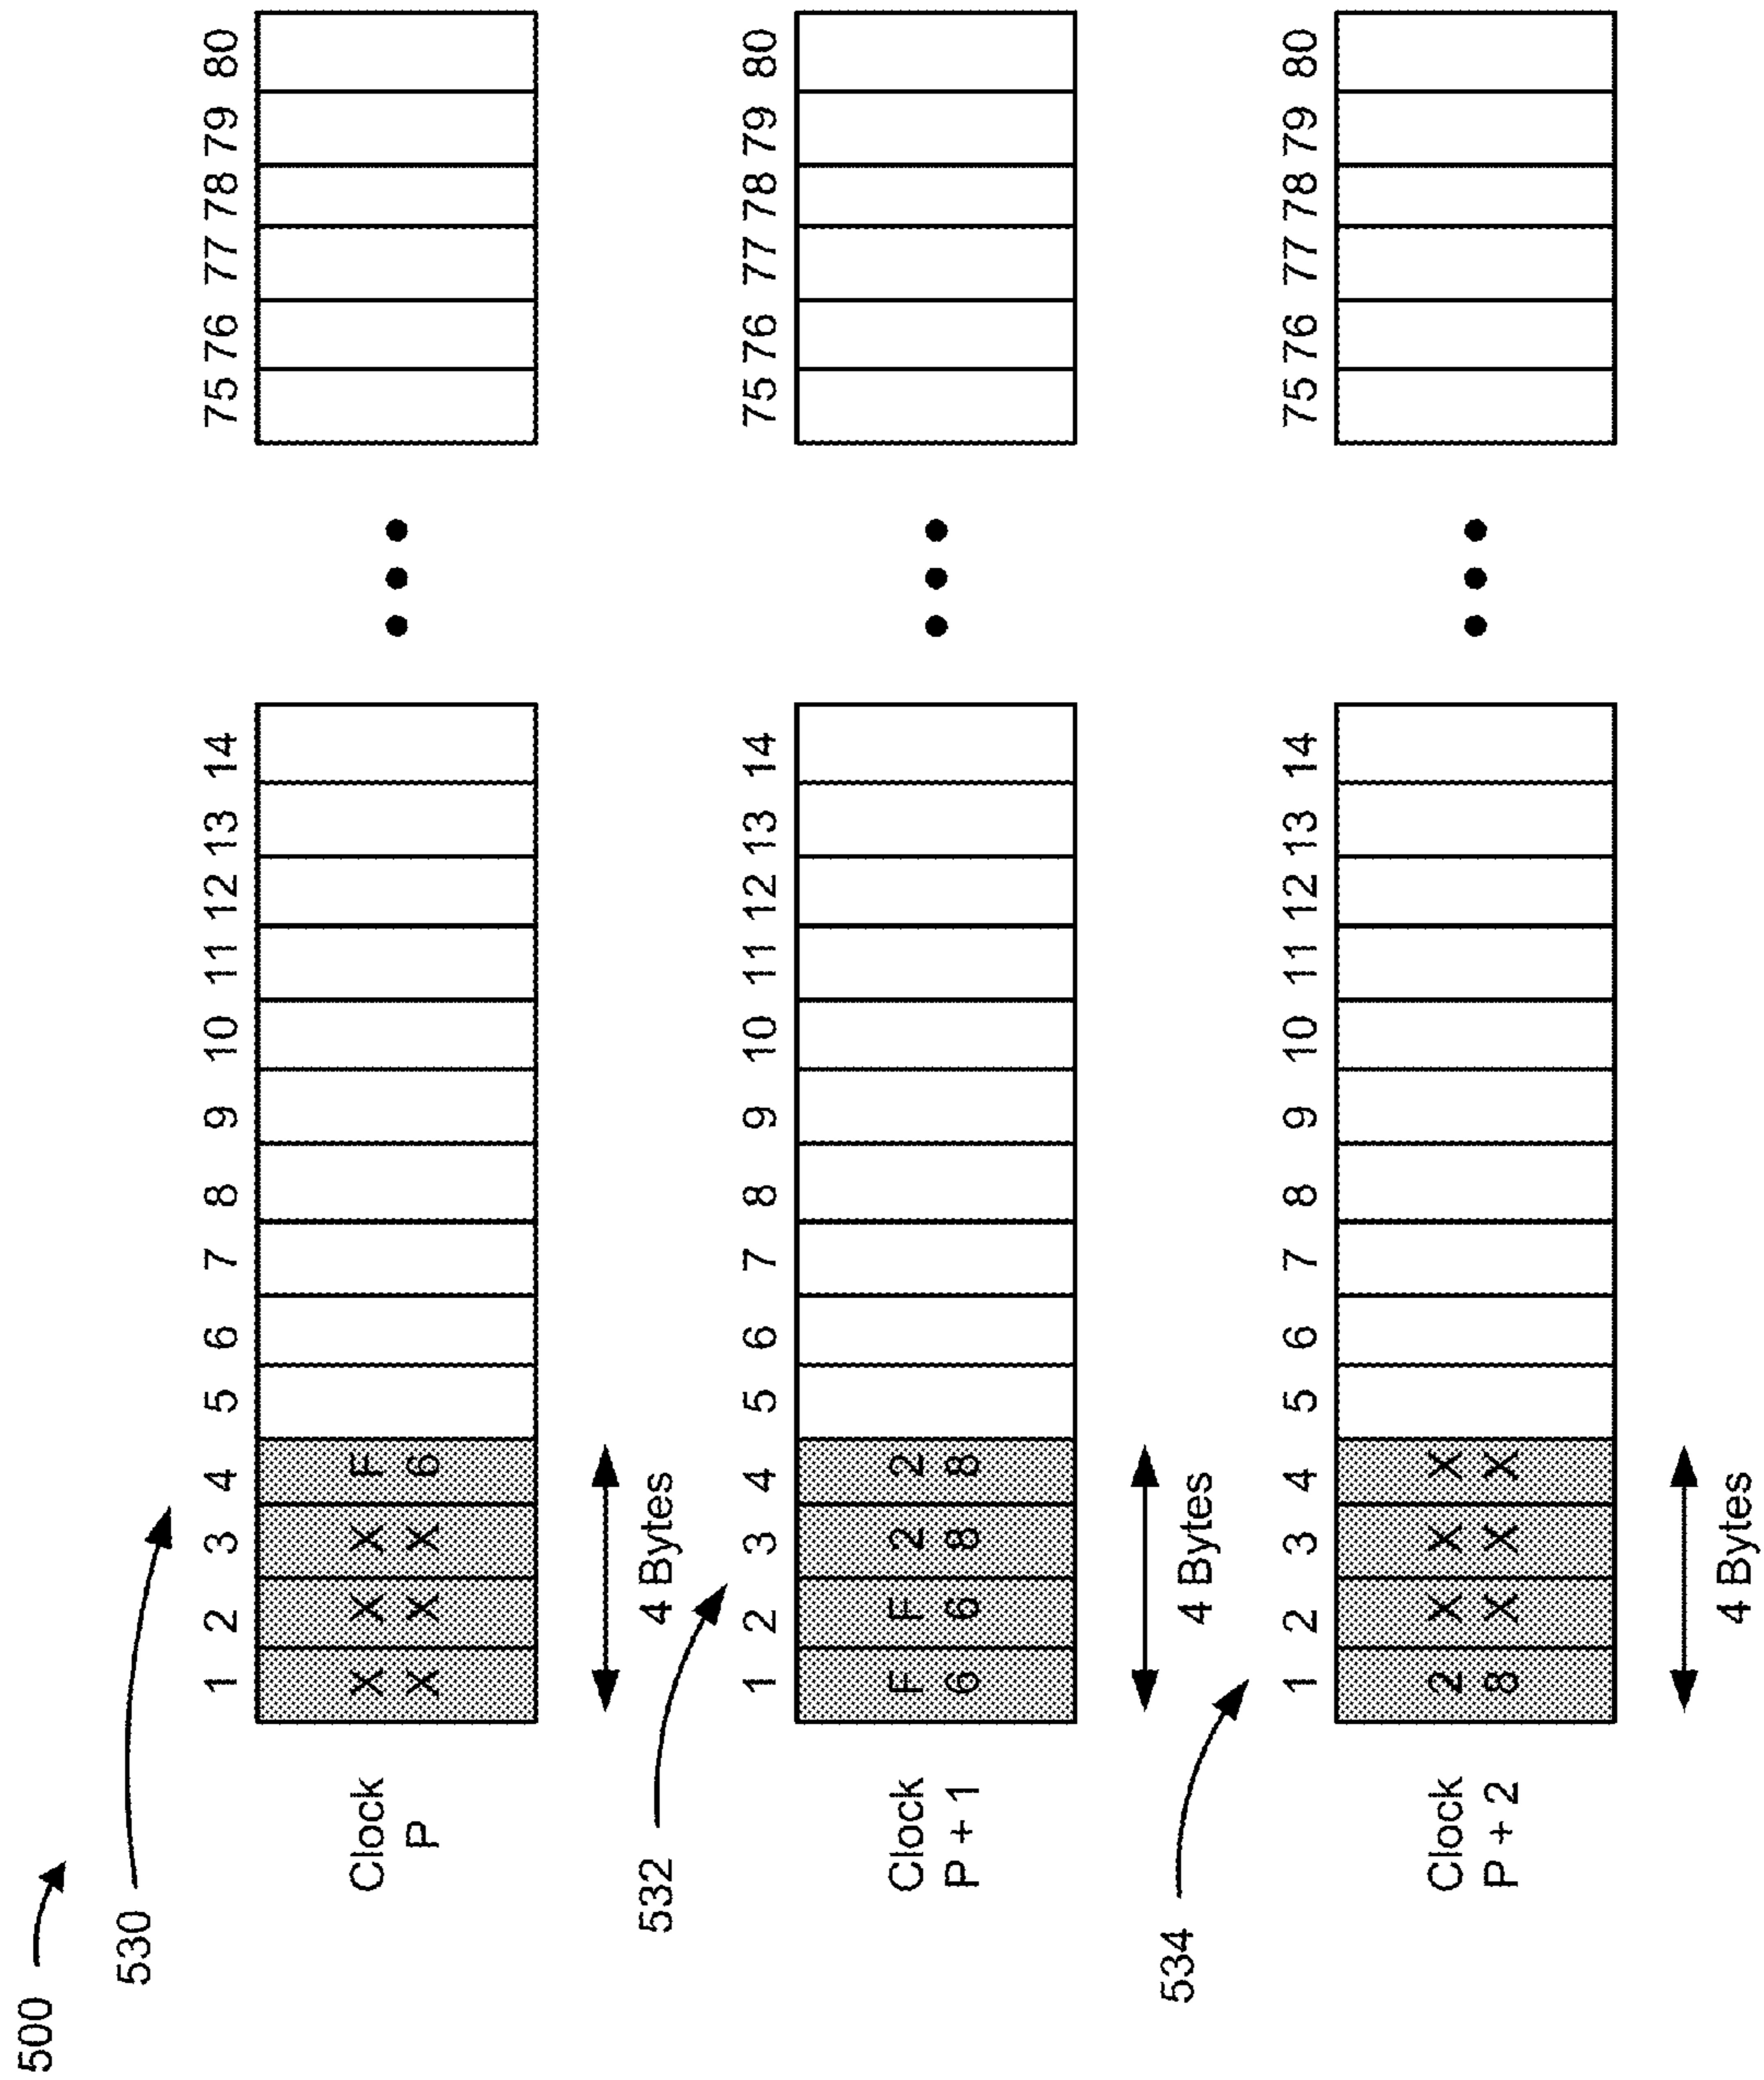 500
530
1 2 3 4 5 6 7 8 9 10 11 12 13 14 75 76 77 78 79 80
Clock X X X F
P X X X 6
4 Bytes
532
1 2 3 4 5 6 7 8 9 10 11 12 13 14 75 76 77 78 79 80
Clock F F 2 2
P + 1 6 6 8 8
4 Bytes
534
1 2 3 4 5 6 7 8 9 10 11 12 13 14 75 76 77 78 79 80
Clock 2 X X X
P + 2 8 X X X
4 Bytes